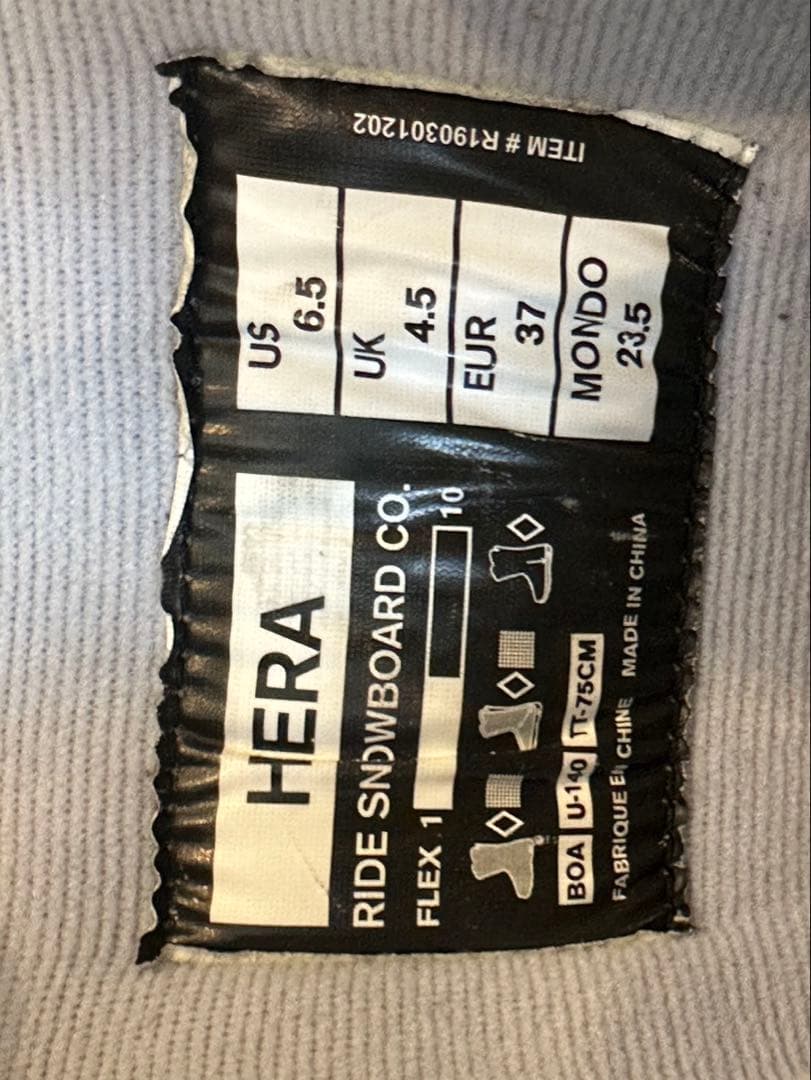 HERA
RIDE SNOWBOARD CO.
FLEX 1 10
BOA U-140 TT-75CM
FABRIQUE EN CHINE MADE IN CHINA
US
6.5
UK
4.5
EUR
37
MONDO
23.5
ITEM # R1903012Q2